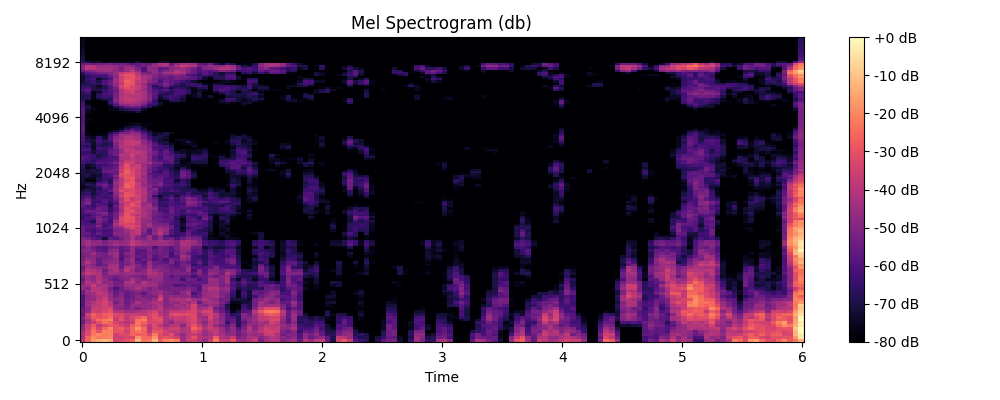 Mel Spectrogram (db)
Hz
8192
4096
2048
1024
512
0
0 1 2 3 4 5 6
Time
+0 dB
-10 dB
-20 dB
-30 dB
-40 dB
-50 dB
-60 dB
-70 dB
-80 dB